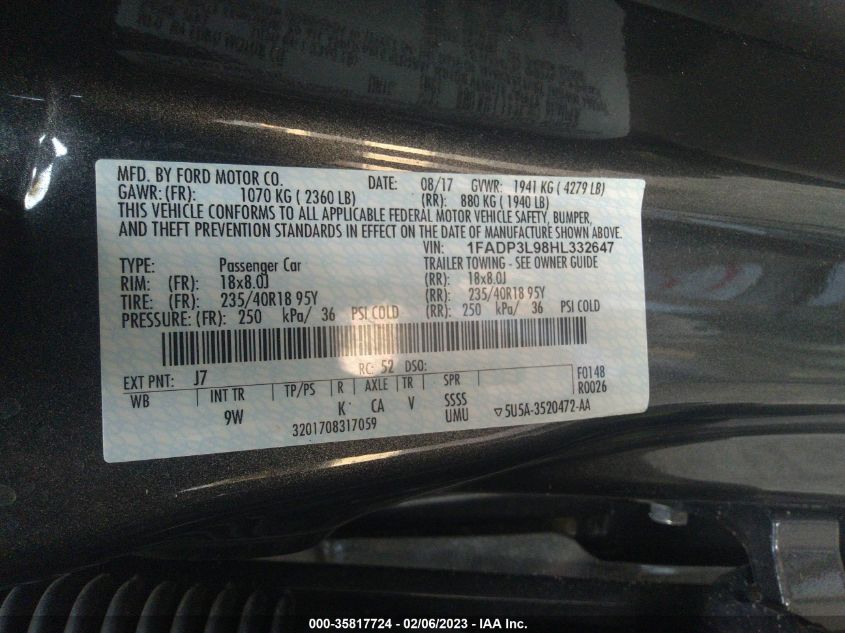 MFD. BY FORD MOTOR CO. DATE: 08/17 GVWR: 1941 KG ( 4279 LB)
GAWR: (FR): 1070 KG ( 2360 LB) (RR): 880 KG ( 1940 LB)
THIS VEHICLE CONFORMS TO ALL APPLICABLE FEDERAL MOTOR VEHICLE SAFETY, BUMPER,
AND THEFT PREVENTION STANDARDS IN EFFECT ON THE DATE OF MANUFACTURE SHOWN ABOVE.
VIN: 1FADP3L98HL332647
TYPE: Passenger Car TRAILER TOWING - SEE OWNER GUIDE
RIM: (FR): 18x8.0J (RR): 18x8.0J
TIRE: (FR): 235/40R18 95Y (RR): 235/40R18 95Y
PRESSURE: (FR): 250 kPa/ 36 PSI COLD (RR): 250 kPa/ 36 PSI COLD
EXT PNT: J7 RC: 52 DSO: F0148
WB INT TR TP/PS R AXLE TR SPR R0026
9W K CA V SSSS
UMU ▽5U5A-3520472-AA
3201708317059
000-35817724 - 02/06/2023 - © IAA Inc.